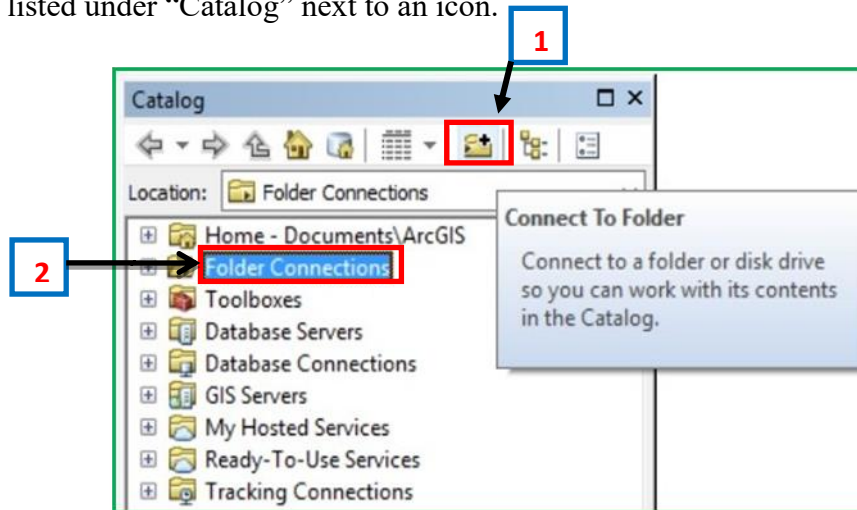 listed under “Catalog” next to an icon.
1
Catalog
Location: Folder Connections
Connect To Folder
Connect to a folder or disk drive
so you can work with its contents
in the Catalog.
Home - Documents\ArcGIS
2
Folder Connections
Toolboxes
Database Servers
Database Connections
GIS Servers
My Hosted Services
Ready-To-Use Services
Tracking Connections